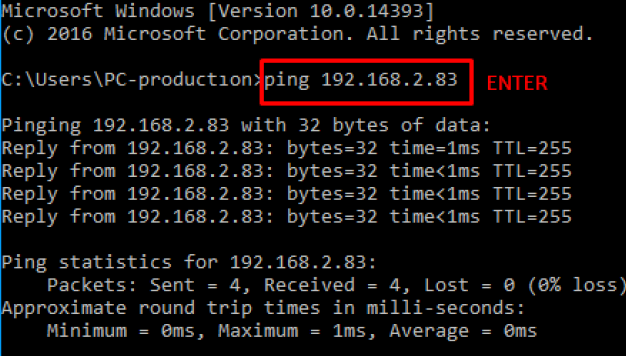 Microsoft Windows [Version 10.0.14393]
(c) 2016 Microsoft Corporation. All rights reserved.
C:\Users\PC-production>ping 192.168.2.83 ENTER
Pinging 192.168.2.83 with 32 bytes of data:
Reply from 192.168.2.83: bytes=32 time=1ms TTL=255
Reply from 192.168.2.83: bytes=32 time<1ms TTL=255
Reply from 192.168.2.83: bytes=32 time<1ms TTL=255
Reply from 192.168.2.83: bytes=32 time<1ms TTL=255
Ping statistics for 192.168.2.83:
Packets: Sent = 4, Received = 4, Lost = 0 (0% loss)
Approximate round trip times in milli-seconds:
Minimum = 0ms, Maximum = 1ms, Average = 0ms